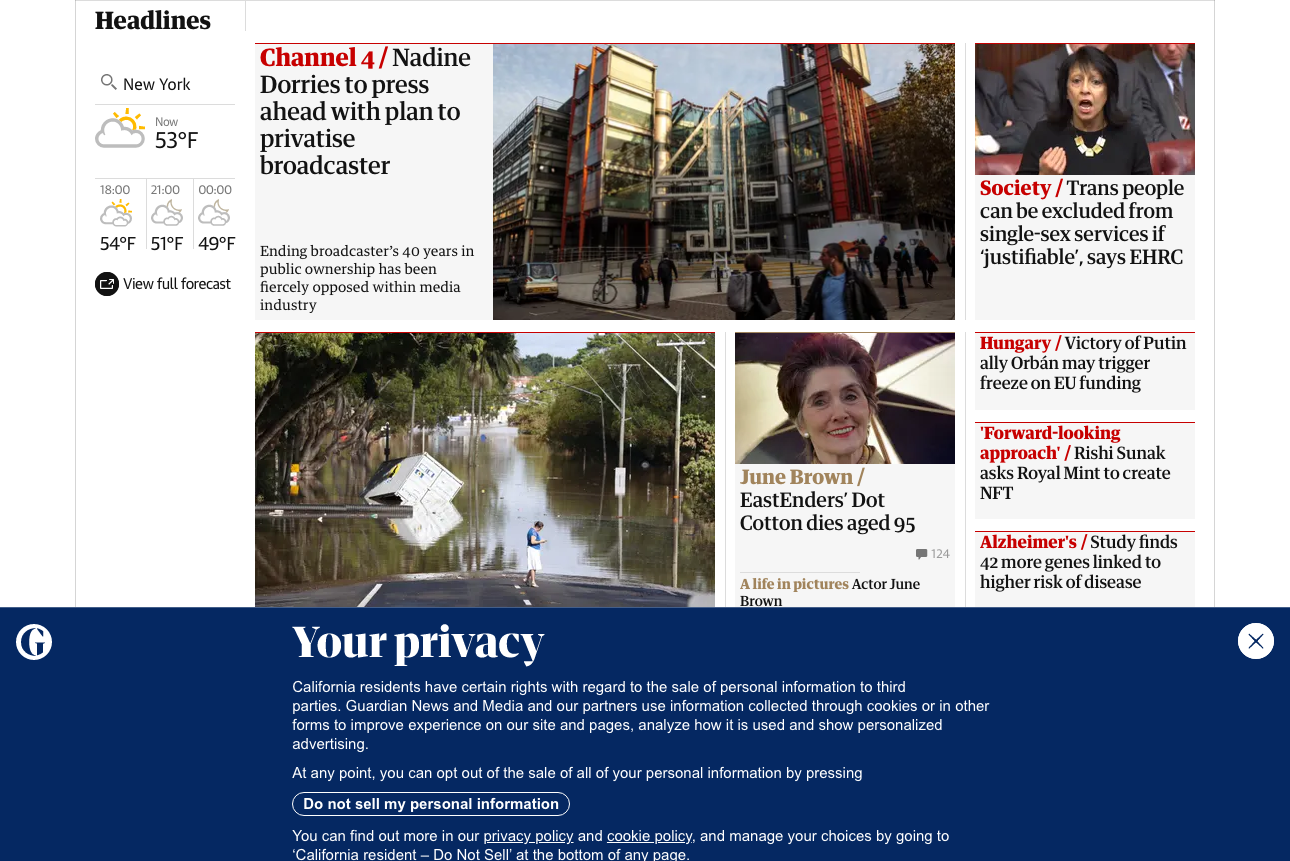 Headlines
New York
Now
53°F
18:00
21:00
00:00
54°F
51°F
49°F
View full forecast
Channel 4 / Nadine
Dorries to press
ahead with plan to
privatise
broadcaster
Ending broadcaster’s 40 years in
public ownership has been
fiercely opposed within media
industry
Society / Trans people
can be excluded from
single-sex services if
‘justifiable’, says EHRC
June Brown /
EastEnders’ Dot
Cotton dies aged 95
124
A life in pictures Actor June
Brown
Hungary / Victory of Putin
ally Orbán may trigger
freeze on EU funding
'Forward-looking
approach' / Rishi Sunak
asks Royal Mint to create
NFT
Alzheimer's / Study finds
42 more genes linked to
higher risk of disease
G
Your privacy
California residents have certain rights with regard to the sale of personal information to third
parties. Guardian News and Media and our partners use information collected through cookies or in other
forms to improve experience on our site and pages, analyze how it is used and show personalized
advertising.
At any point, you can opt out of the sale of all of your personal information by pressing
Do not sell my personal information
You can find out more in our privacy policy and cookie policy, and manage your choices by going to
‘California resident – Do Not Sell’ at the bottom of any page.